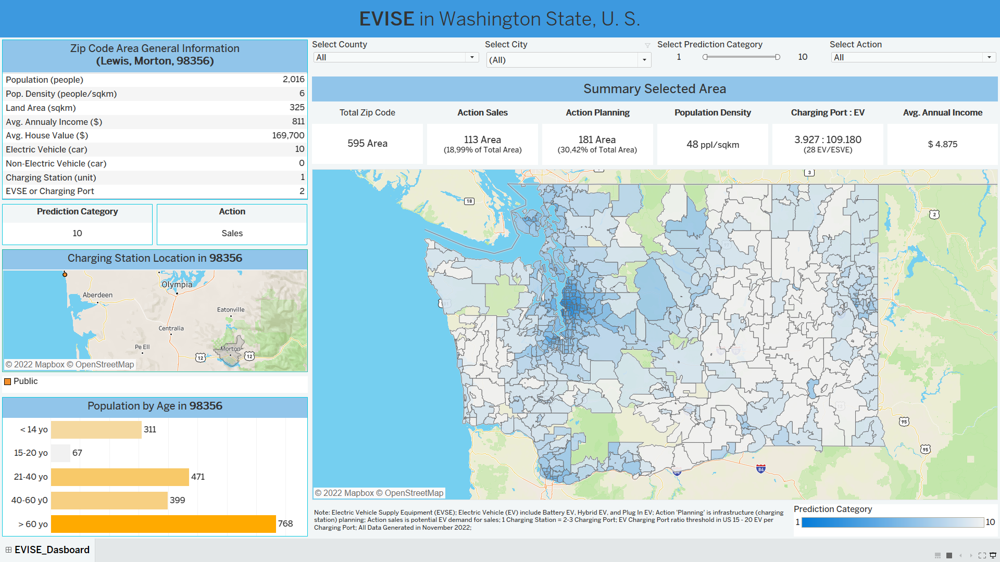 EVISE in Washington State, U. S.
Zip Code Area General Information
(Lewis, Morton, 98356)
Population (people) 2,016
Pop. Density (people/sqkm) 6
Land Area (sqkm) 325
Avg. Annualy Income ($) 811
Avg. House Value ($) 169,700
Electric Vehicle (car) 10
Non-Electric Vehicle (car) 0
Charging Station (unit) 1
EVSE or Charging Port 2
Prediction Category
10
Action
Sales
Charging Station Location in 98356
Olympia
Aberdeen
Eatonville
Centralia
Pe Ell
Morton
12
12
© 2022 Mapbox © OpenStreetMap
Public
Population by Age in 98356
< 14 yo 311
15-20 yo 67
21-40 yo 471
40-60 y0 399
> 60 yo 768
Select County
All
Select City
(All)
Select Prediction Category
1 10
Select Action
All
Summary Selected Area
Total Zip Code
595 Area
Action Sales
113 Area
(18,99% of Total Area)
Action Planning
181 Area
(30,42% of Total Area)
Population Density
48 ppl/sqkm
Charging Port : EV
3.927 : 109.180
(28 EV/ESVE)
Avg. Annual Income
$ 4.875
3
18
2
95
95
84
12
© 2022 Mapbox © OpenStreetMap
Note: Electric Vehicle Supply Equipment (EVSE); Electric Vehicle (EV) include Battery EV, Hybrid EV, and Plug In EV; Action 'Planning' is infrastructure (charging
station) planning; Action sales is potential EV demand for sales; 1 Charging Station = 2-3 Charging Port; EV Charging Port ratio threshold in US 15 - 20 EV per
Charging Port; All Data Generated in November 2022;
Prediction Category
1 10
EVISE_Dasboard